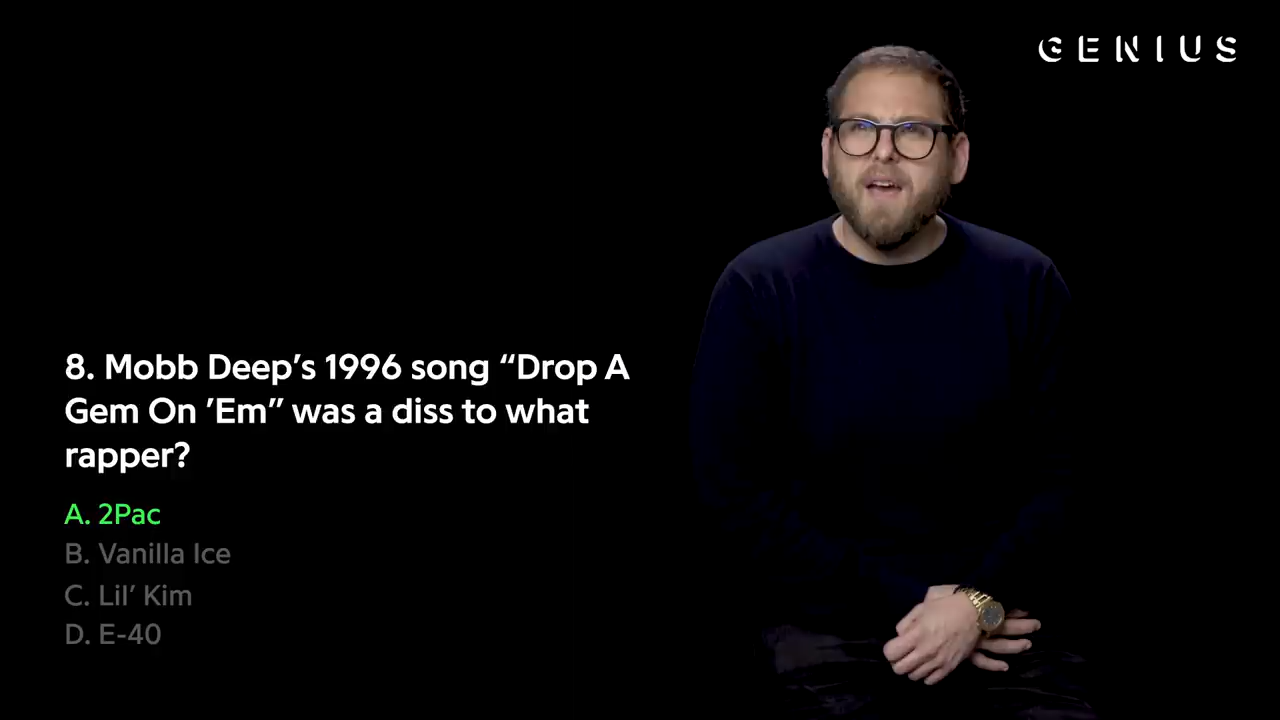 GENIUS
8. Mobb Deep’s 1996 song “Drop A
Gem On ’Em” was a diss to what
rapper?
A. 2Pac
B. Vanilla Ice
C. Lil’ Kim
D. E-40